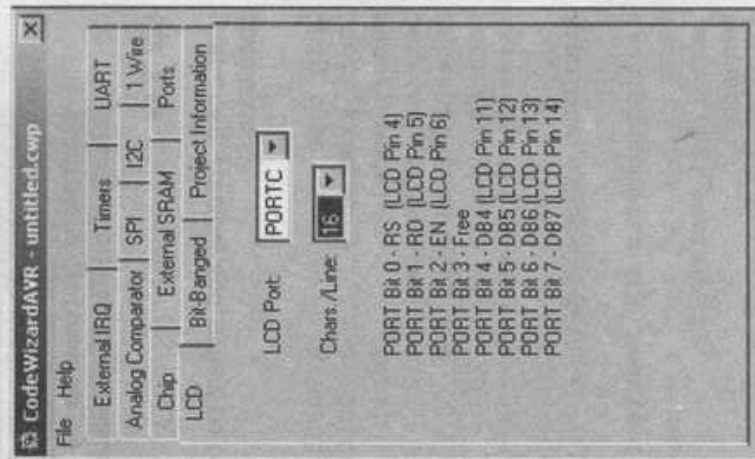 CodeWizardAVR - untitled.cwp
File Help
External IRQ Timers UART
Analog Comparator SPI I2C 1 Wire
Chip External SRAM Ports
LCD Bit-Banged Project Information
LCD Port: PORTC
Chars./Line: 16
PORT Bit 0 - RS (LCD Pin 4)
PORT Bit 1 - RD (LCD Pin 5)
PORT Bit 2 - EN (LCD Pin 6)
PORT Bit 3 - Free
PORT Bit 4 - DB4 (LCD Pin 11)
PORT Bit 5 - DB5 (LCD Pin 12)
PORT Bit 6 - DB6 (LCD Pin 13)
PORT Bit 7 - DB7 (LCD Pin 14)